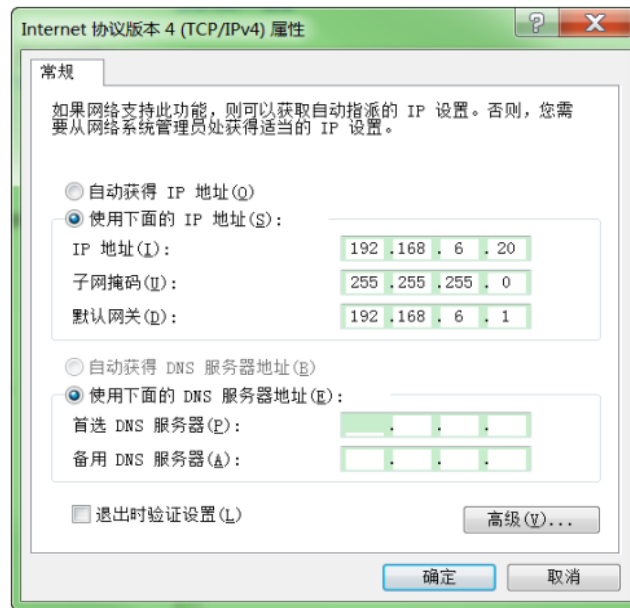 Internet 协议版本 4 (TCP/IPv4) 属性
常规
如果网络支持此功能，则可以获取自动指派的 IP 设置。否则，您需
要从网络系统管理员处获得适当的 IP 设置。
自动获得 IP 地址(O)
使用下面的 IP 地址(S):
IP 地址(I): 192 .168 . 6 . 20
子网掩码(U): 255 .255 .255 . 0
默认网关(D): 192 .168 . 6 . 1
自动获得 DNS 服务器地址(B)
使用下面的 DNS 服务器地址(E):
首选 DNS 服务器(P): . . .
备用 DNS 服务器(A): . . .
退出时验证设置(L)
高级(V)...
确定 取消